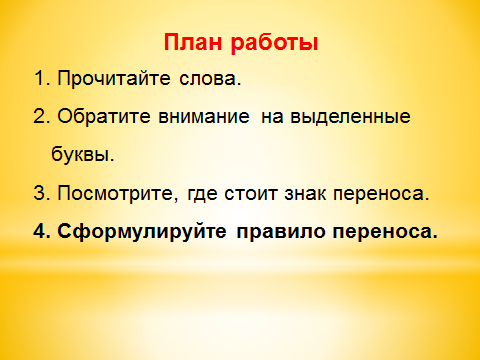 План работы
1. Прочитайте слова.
2. Обратите внимание на выделенные
буквы.
3. Посмотрите, где стоит знак переноса.
4. Сформулируйте правило переноса.